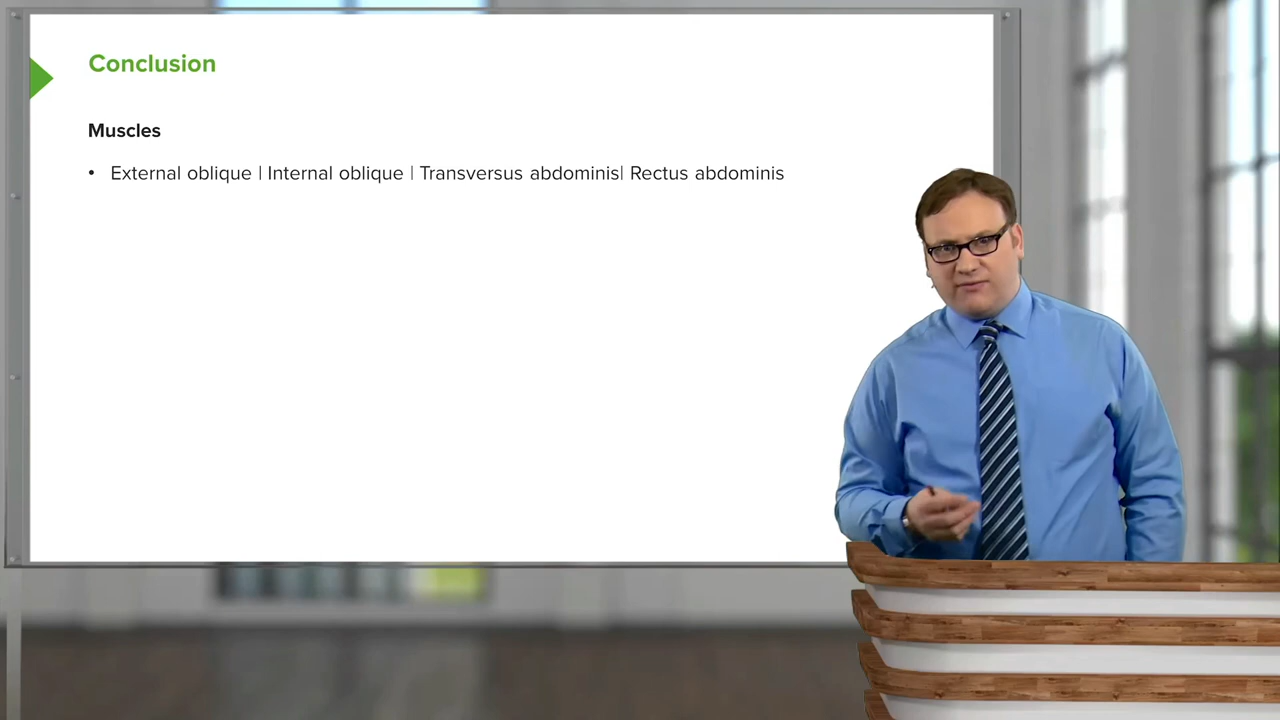 Conclusion
Muscles
• External oblique | Internal oblique | Transversus abdominis| Rectus abdominis